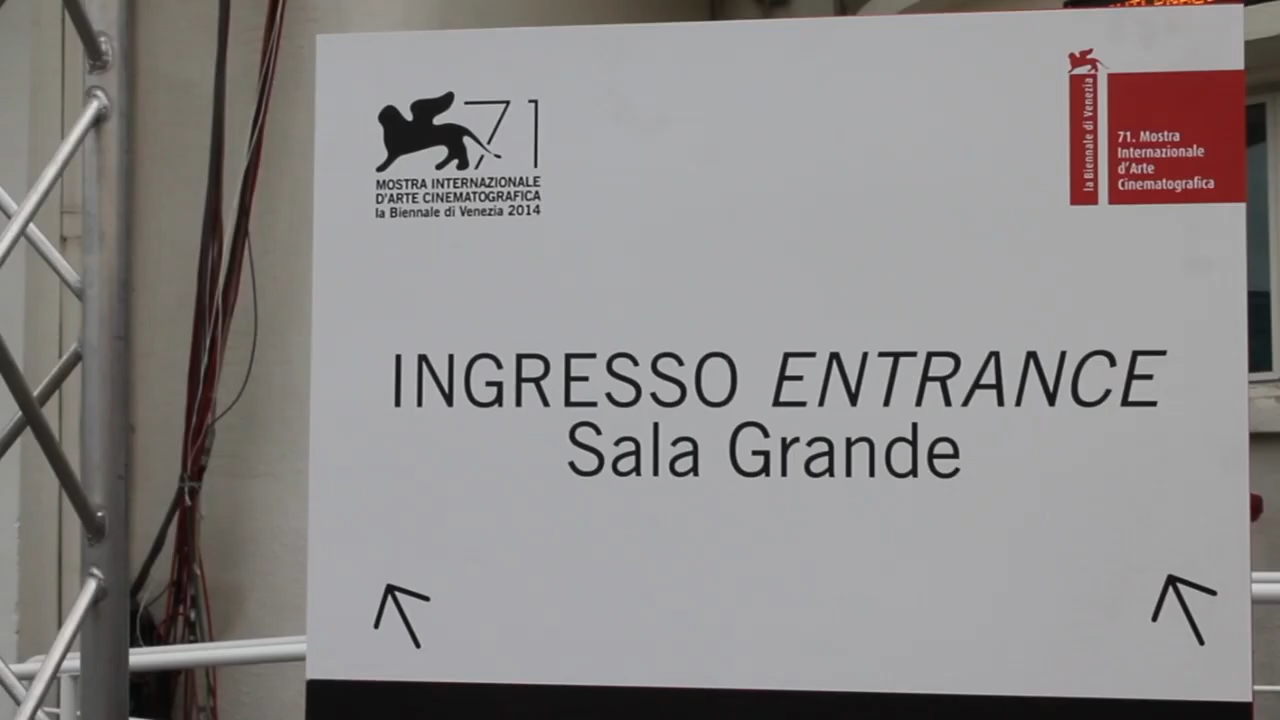 71
MOSTRA INTERNAZIONALE
D'ARTE CINEMATOGRAFICA
la Biennale di Venezia 2014
la Biennale di Venezia
71. Mostra
Internazionale
d'Arte
Cinematografica
INGRESSO ENTRANCE
Sala Grande